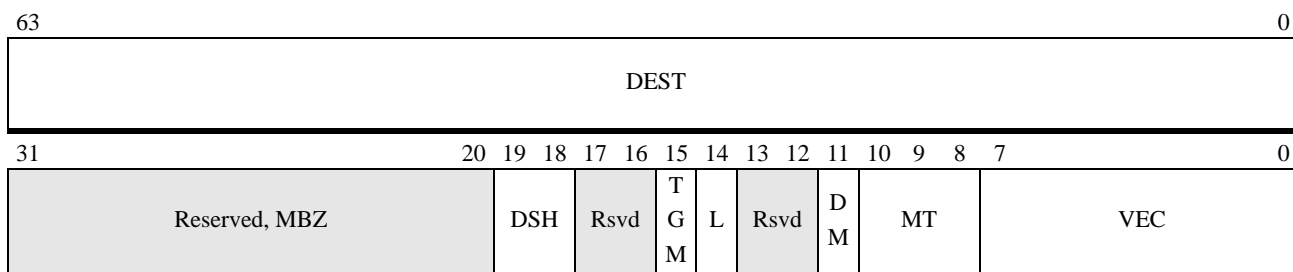 63 0
DEST
31 20 19 18 17 16 15 14 13 12 11 10 9 8 7 0
Reserved, MBZ DSH Rsvd T G M L Rsvd D M MT VEC